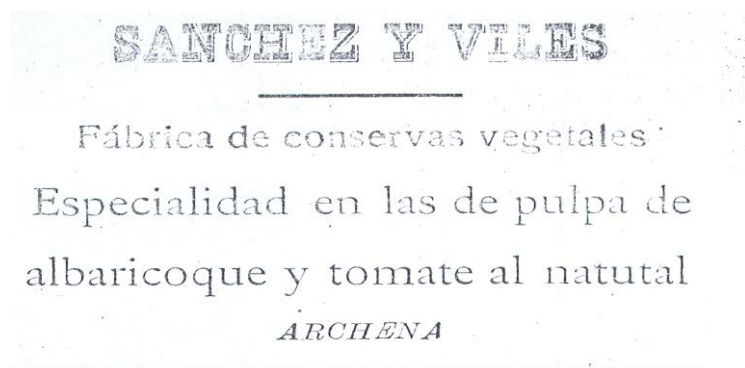 SANCHEZ Y VILES
Fábrica de conservas vegetales
Especialidad en las de pulpa de
albaricoque y tomate al natutal
ARCHENA